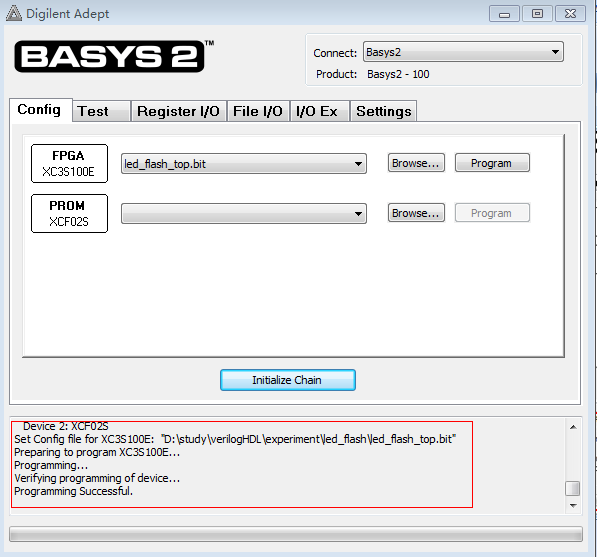 Digilent Adept
BASYS 2™
Connect: Basys2
Product: Basys2 - 100
Config Test Register I/O File I/O I/O Ex Settings
FPGA
XC3S100E
led_flash_top.bit
Browse...
Program
PROM
XCF02S
Browse...
Program
Initialize Chain
Device 2: XCF02S
Set Config file for XC3S100E: "D:\study\verilogHDL\experiment\led_flash\led_flash_top.bit"
Preparing to program XC3S100E...
Programming...
Verifying programming of device...
Programming Successful.